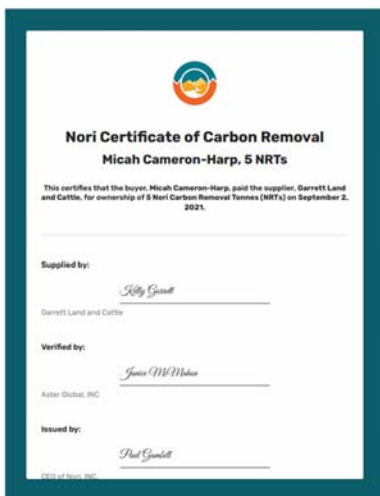 Nori Certificate of Carbon Removal
Micah Cameron-Harp, 5 NRTs
This certifies that the buyer, Micah Cameron-Harp, paid the supplier, Garrett Land
and Cattle, for ownership of 5 Nori Carbon Removal Tonnes (NRTs) on September 2,
2021.
Supplied by:
Kelly Garrett
Garrett Land and Cattle
Verified by:
Janice McMahon
Aster Global, INC
Issued by:
Paul Gambill
CEO of Nori, INC.